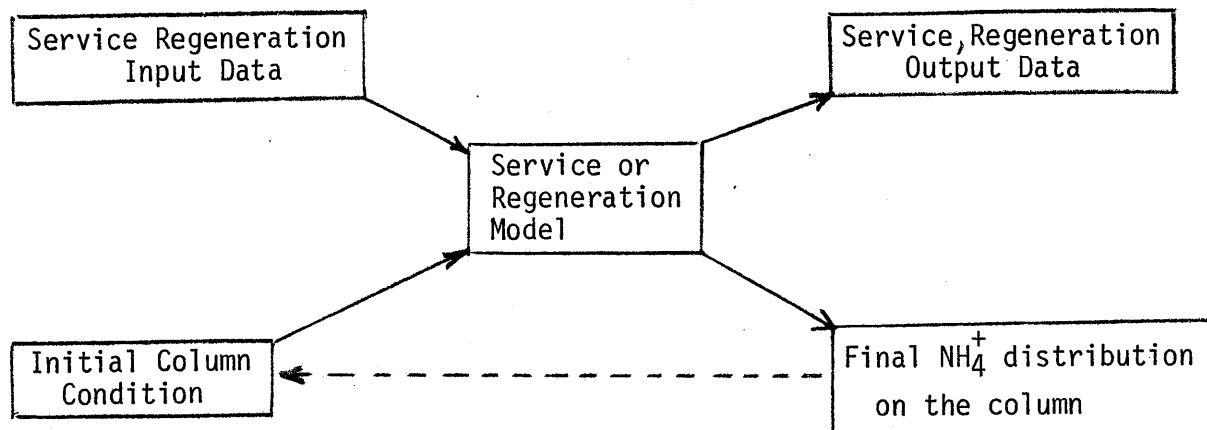 Service Regeneration
Input Data
Service, Regeneration
Output Data
Service or
Regeneration
Model
Initial Column
Condition
Final NH₄⁺ distribution
on the column